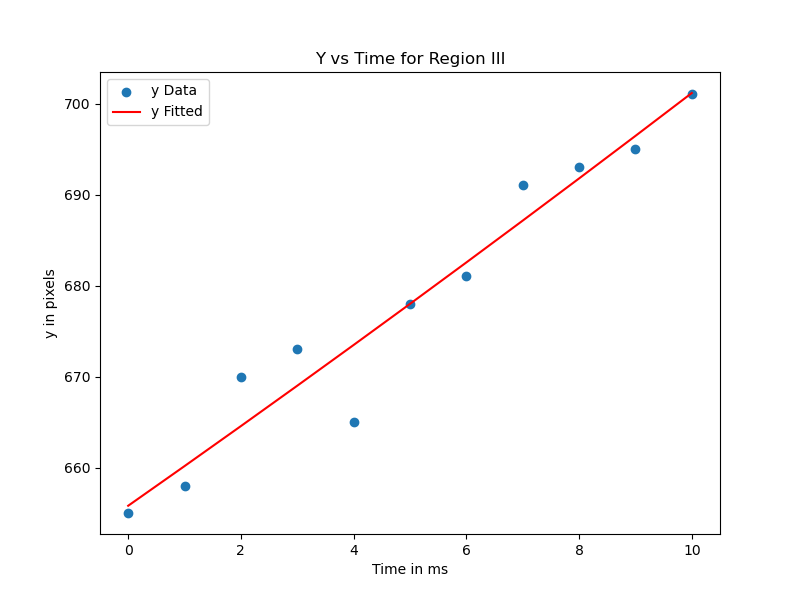 Y vs Time for Region III
y Data
y Fitted
700
690
680
670
660
y in pixels
0 2 4 6 8 10
Time in ms